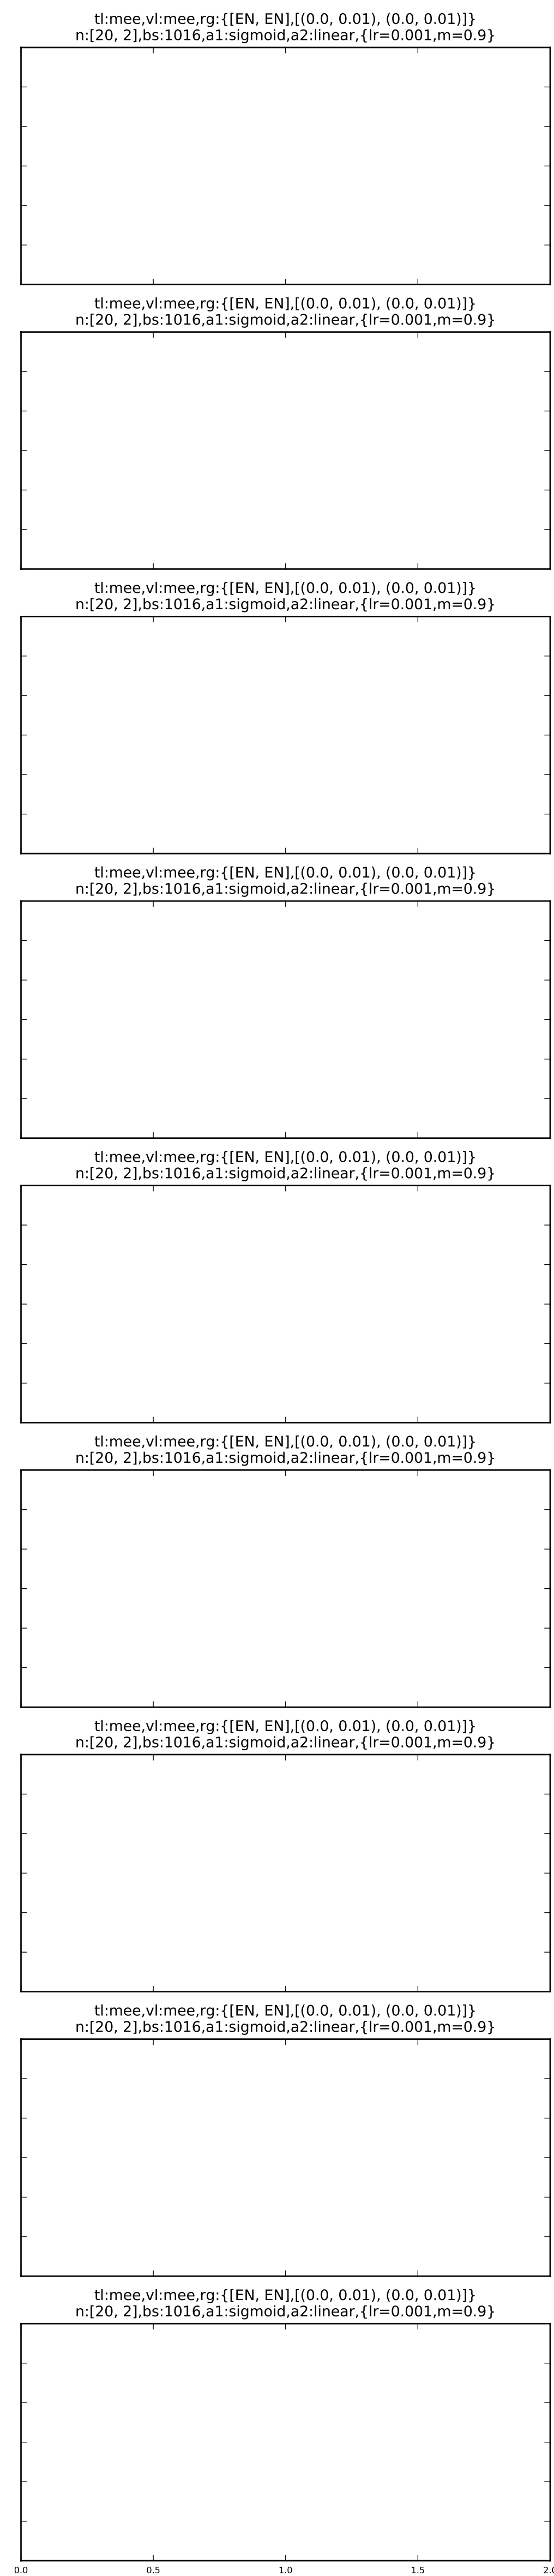 tl:mee,vl:mee,rg:{[EN, EN],[(0.0, 0.01), (0.0, 0.01)]}
n:[20, 2],bs:1016,a1:sigmoid,a2:linear,{lr=0.001,m=0.9}
tl:mee,vl:mee,rg:{[EN, EN],[(0.0, 0.01), (0.0, 0.01)]}
n:[20, 2],bs:1016,a1:sigmoid,a2:linear,{lr=0.001,m=0.9}
tl:mee,vl:mee,rg:{[EN, EN],[(0.0, 0.01), (0.0, 0.01)]}
n:[20, 2],bs:1016,a1:sigmoid,a2:linear,{lr=0.001,m=0.9}
tl:mee,vl:mee,rg:{[EN, EN],[(0.0, 0.01), (0.0, 0.01)]}
n:[20, 2],bs:1016,a1:sigmoid,a2:linear,{lr=0.001,m=0.9}
tl:mee,vl:mee,rg:{[EN, EN],[(0.0, 0.01), (0.0, 0.01)]}
n:[20, 2],bs:1016,a1:sigmoid,a2:linear,{lr=0.001,m=0.9}
tl:mee,vl:mee,rg:{[EN, EN],[(0.0, 0.01), (0.0, 0.01)]}
n:[20, 2],bs:1016,a1:sigmoid,a2:linear,{lr=0.001,m=0.9}
tl:mee,vl:mee,rg:{[EN, EN],[(0.0, 0.01), (0.0, 0.01)]}
n:[20, 2],bs:1016,a1:sigmoid,a2:linear,{lr=0.001,m=0.9}
tl:mee,vl:mee,rg:{[EN, EN],[(0.0, 0.01), (0.0, 0.01)]}
n:[20, 2],bs:1016,a1:sigmoid,a2:linear,{lr=0.001,m=0.9}
tl:mee,vl:mee,rg:{[EN, EN],[(0.0, 0.01), (0.0, 0.01)]}
n:[20, 2],bs:1016,a1:sigmoid,a2:linear,{lr=0.001,m=0.9}
0.0 0.5 1.0 1.5 2.0